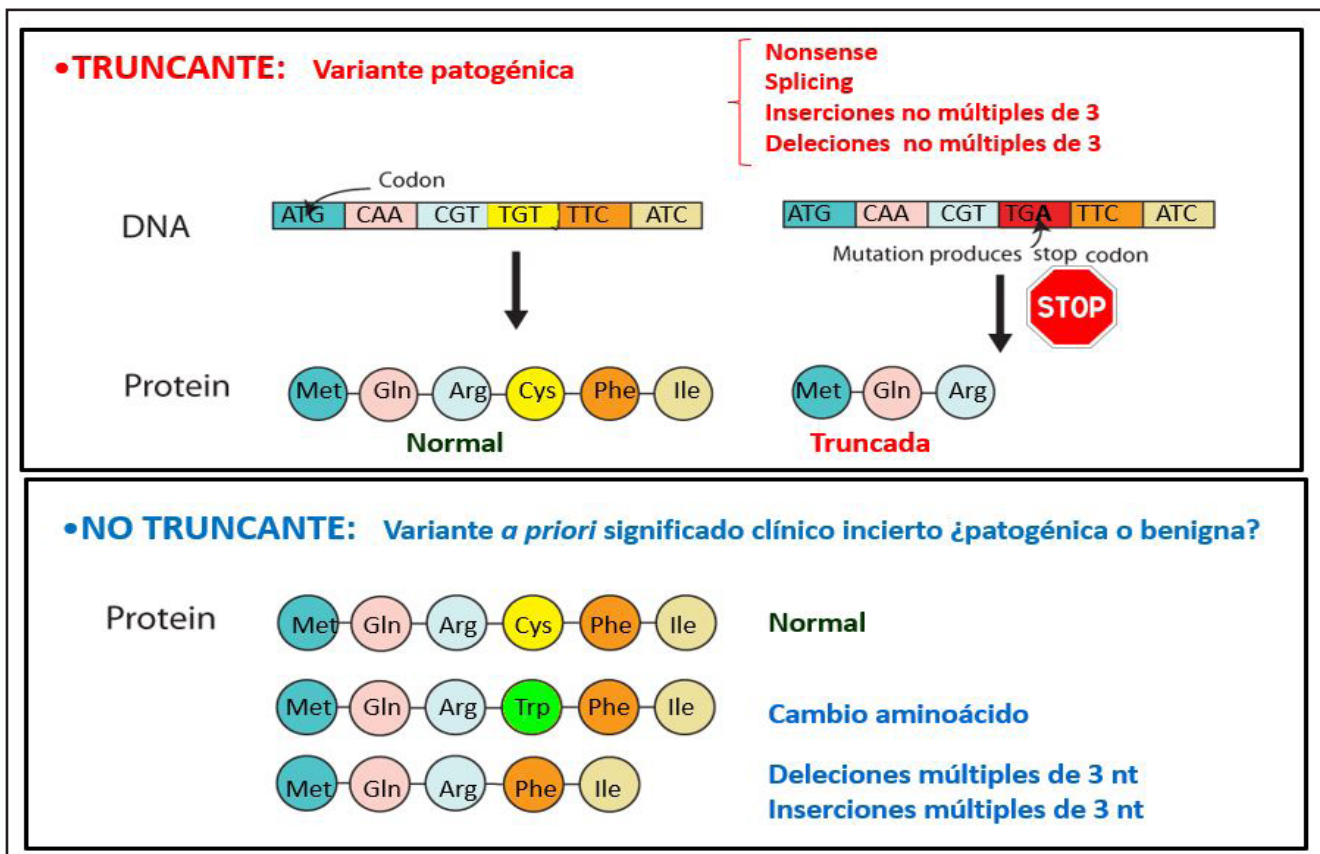 •TRUNCANTE: Variante patogénica
Nonsense
Splicing
Inserciones no múltiples de 3
Deleciones no múltiples de 3
Codon
DNA
ATG CAA CGT TGT TTC ATC
ATG CAA CGT TGA TTC ATC
Mutation produces stop codon
STOP
Protein
Met Gln Arg Cys Phe Ile
Met Gln Arg
Normal
Truncada
•NO TRUNCANTE: Variante a priori significado clínico incierto ¿patogénica o benigna?
Protein
Met Gln Arg Cys Phe Ile
Normal
Met Gln Arg Trp Phe Ile
Cambio aminoácido
Met Gln Arg Phe Ile
Deleciones múltiples de 3 nt
Inserciones múltiples de 3 nt